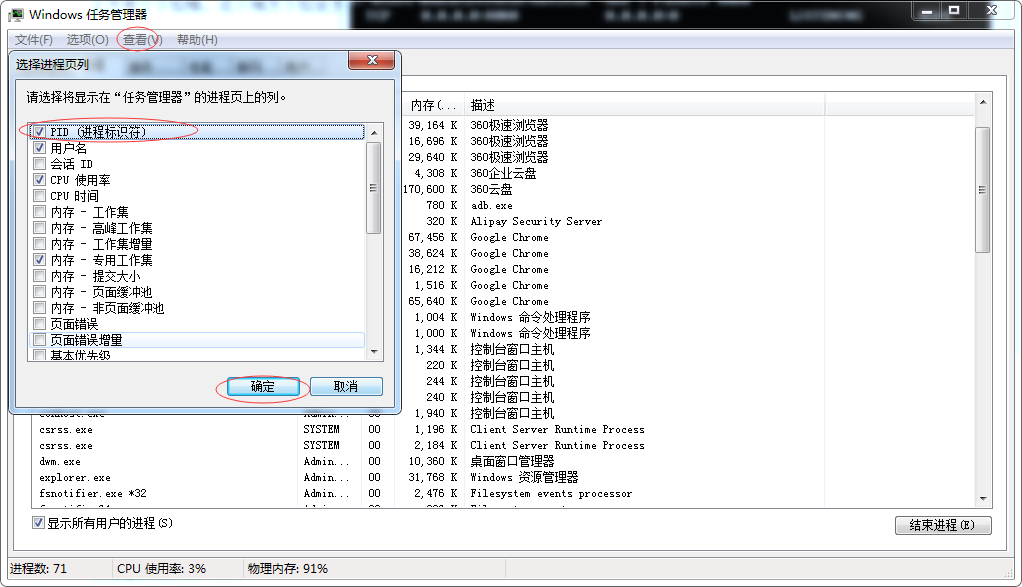 Windows 任务管理器
文件(F) 选项(O) 查看(V) 帮助(H)
选择进程页列
请选择将显示在“任务管理器”的进程页上的列。
PID (进程标识符)
用户名
会话 ID
CPU 使用率
CPU 时间
内存 - 工作集
内存 - 高峰工作集
内存 - 工作集增量
内存 - 专用工作集
内存 - 提交大小
内存 - 页面缓冲池
内存 - 非页面缓冲池
页面错误
页面错误增量
基本优先级
确定 取消
内存(... 描述
39,164 K 360极速浏览器
16,696 K 360极速浏览器
29,640 K 360极速浏览器
4,308 K 360企业云盘
170,600 K 360云盘
780 K adb.exe
320 K Alipay Security Server
67,456 K Google Chrome
38,624 K Google Chrome
16,212 K Google Chrome
1,516 K Google Chrome
65,640 K Google Chrome
1,004 K Windows 命令处理程序
1,000 K Windows 命令处理程序
1,344 K 控制台窗口主机
220 K 控制台窗口主机
244 K 控制台窗口主机
240 K 控制台窗口主机
1,940 K 控制台窗口主机
csrss.exe SYSTEM 00 1,196 K Client Server Runtime Process
csrss.exe SYSTEM 00 2,184 K Client Server Runtime Process
dwm.exe Admin... 00 10,360 K 桌面窗口管理器
explorer.exe Admin... 00 31,768 K Windows 资源管理器
fsnotifier.exe *32 Admin... 00 2,476 K Filesystem events processor
显示所有用户的进程(S) 结束进程(E)
进程数: 71 CPU 使用率: 3% 物理内存: 91%